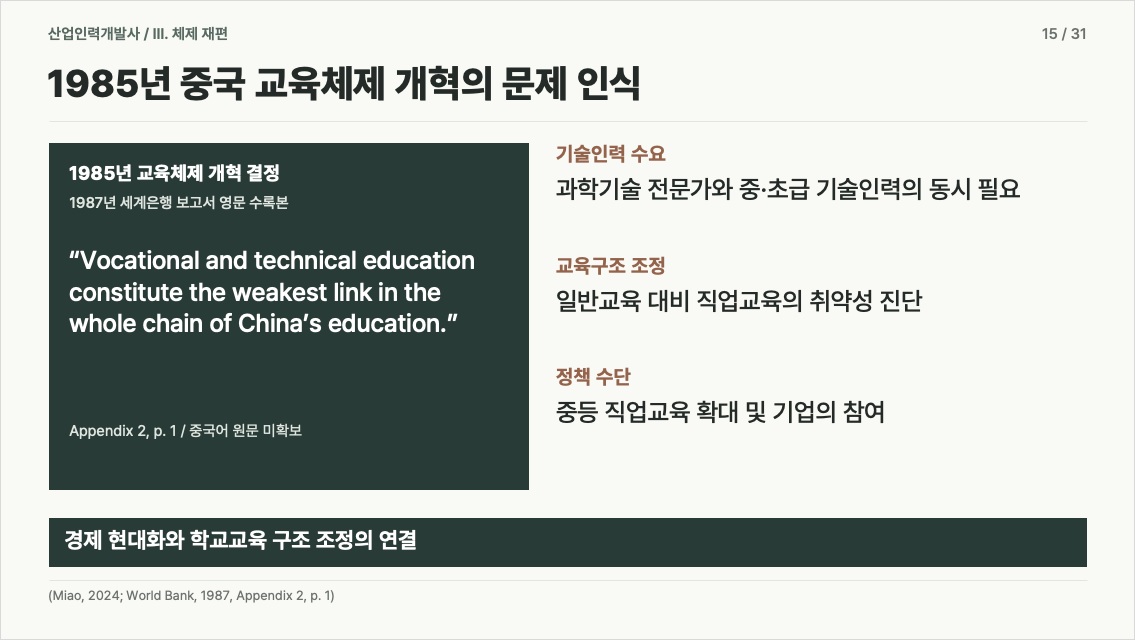 산업인력개발사 / III. 체제 재편
15 / 31
1985년 중국 교육체제 개혁의 문제 인식
1985년 교육체제 개혁 결정
1987년 세계은행 보고서 영문 수록본
“Vocational and technical education
constitute the weakest link in the
whole chain of China’s education.”
Appendix 2, p. 1 / 중국어 원문 미확보
기술인력 수요
과학기술 전문가와 중·초급 기술인력의 동시 필요
교육구조 조정
일반교육 대비 직업교육의 취약성 진단
정책 수단
중등 직업교육 확대 및 기업의 참여
경제 현대화와 학교교육 구조 조정의 연결
(Miao, 2024; World Bank, 1987, Appendix 2, p. 1)